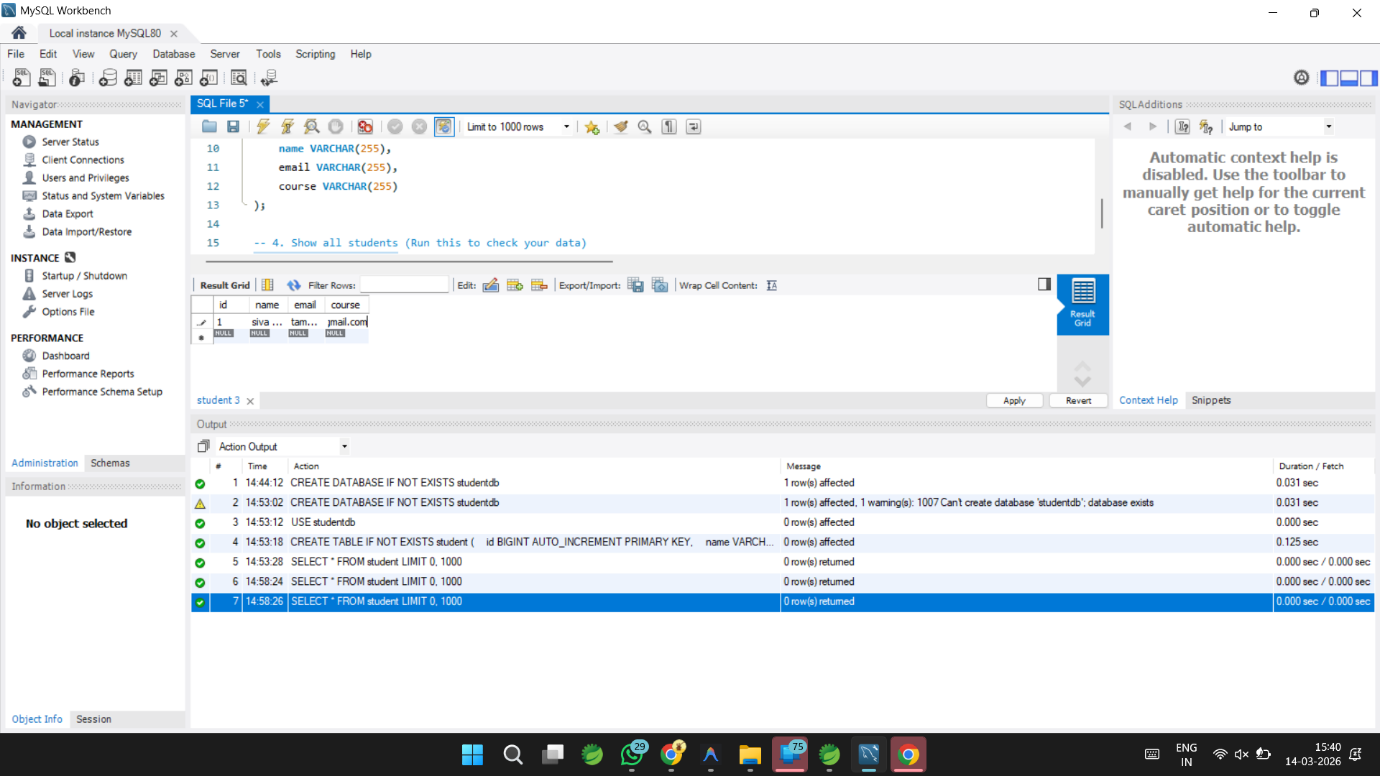 MySQL Workbench
Local instance MySQL80
File Edit View Query Database Server Tools Scripting Help
Navigator
MANAGEMENT
Server Status
Client Connections
Users and Privileges
Status and System Variables
Data Export
Data Import/Restore
INSTANCE
Startup / Shutdown
Server Logs
Options File
PERFORMANCE
Dashboard
Performance Reports
Performance Schema Setup
Administration Schemas
Information
No object selected
Object Info Session
SQL File 5*
Limit to 1000 rows
10 name VARCHAR(255),
11 email VARCHAR(255),
12 course VARCHAR(255)
13 );
14
15 -- 4. Show all students (Run this to check your data)
Result Grid Filter Rows: Edit: Export/Import: Wrap Cell Content:
id name email course
1 siva ... tam... gmail.com
NULL NULL NULL NULL
Result
Grid
student 3 Apply Revert
SQLAdditions
Jump to
Automatic context help is
disabled. Use the toolbar to
manually get help for the current
caret position or to toggle
automatic help.
Context Help Snippets
Output
Action Output
# Time Action Message Duration / Fetch
1 14:44:12 CREATE DATABASE IF NOT EXISTS studentdb 1 row(s) affected 0.031 sec
2 14:53:02 CREATE DATABASE IF NOT EXISTS studentdb 1 row(s) affected, 1 warning(s): 1007 Can't create database 'studentdb'; database exists 0.031 sec
3 14:53:12 USE studentdb 0 row(s) affected 0.000 sec
4 14:53:18 CREATE TABLE IF NOT EXISTS student ( id BIGINT AUTO_INCREMENT PRIMARY KEY, name VARCH... 0 row(s) affected 0.125 sec
5 14:53:28 SELECT * FROM student LIMIT 0, 1000 0 row(s) returned 0.000 sec / 0.000 sec
6 14:58:24 SELECT * FROM student LIMIT 0, 1000 0 row(s) returned 0.000 sec / 0.000 sec
7 14:58:26 SELECT * FROM student LIMIT 0, 1000 0 row(s) returned 0.000 sec / 0.000 sec
29
75
ENG
IN
15:40
14-03-2026